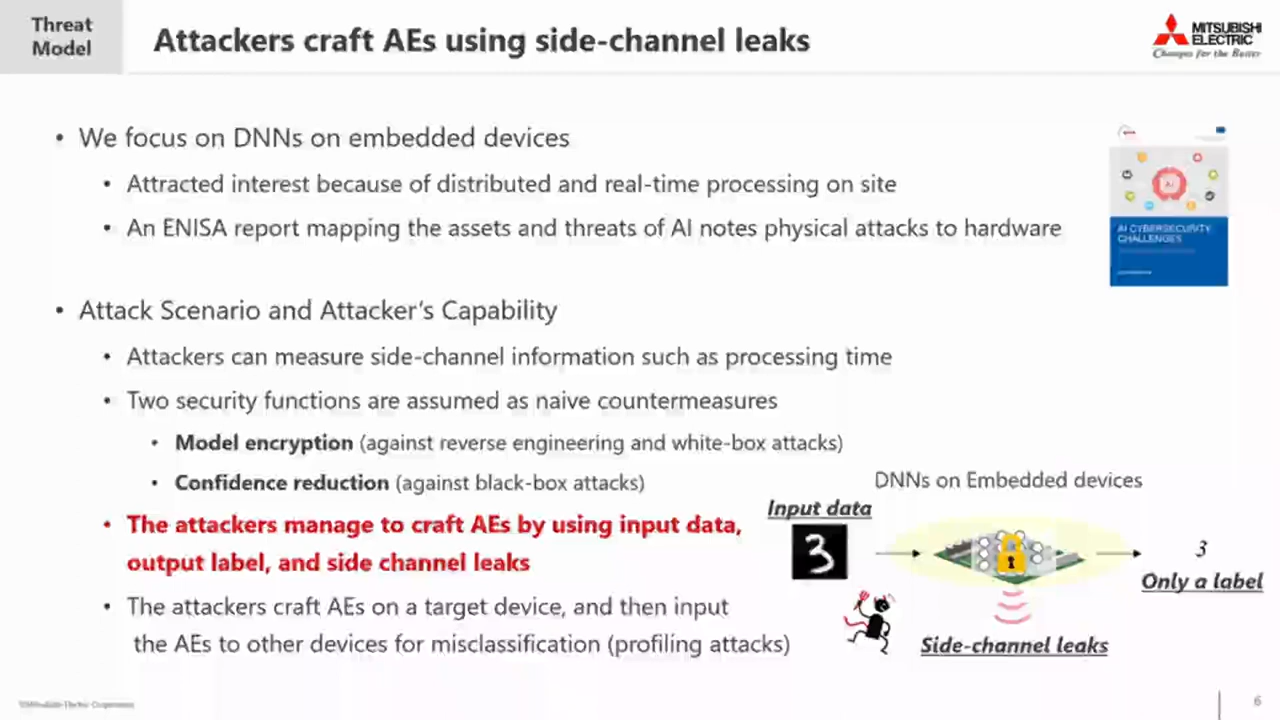 Threat
Model
Attackers craft AEs using side-channel leaks
MITSUBISHI
ELECTRIC
Changes for the Better
• We focus on DNNs on embedded devices
• Attracted interest because of distributed and real-time processing on site
• An ENISA report mapping the assets and threats of AI notes physical attacks to hardware
AI
AI CYBERSECURITY
CHALLENGES
• Attack Scenario and Attacker's Capability
• Attackers can measure side-channel information such as processing time
• Two security functions are assumed as naive countermeasures
• Model encryption (against reverse engineering and white-box attacks)
• Confidence reduction (against black-box attacks)
• The attackers manage to craft AEs by using input data,
output label, and side channel leaks
• The attackers craft AEs on a target device, and then input
the AEs to other devices for misclassification (profiling attacks)
DNNs on Embedded devices
Input data
3
3
Only a label
Side-channel leaks
©Mitsubishi Electric Corporation
6